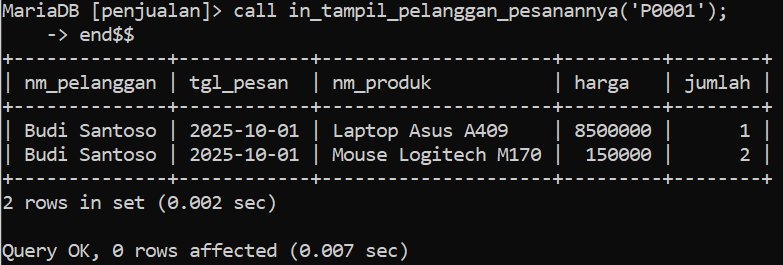 MariaDB [penjualan]> call in_tampil_pelanggan_pesanannya('P0001');
    -> end$$
+--------------+------------+---------------------+---------+--------+
| nm_pelanggan | tgl_pesan  | nm_produk           | harga   | jumlah |
+--------------+------------+---------------------+---------+--------+
| Budi Santoso | 2025-10-01 | Laptop Asus A409    | 8500000 |      1 |
| Budi Santoso | 2025-10-01 | Mouse Logitech M170 |  150000 |      2 |
+--------------+------------+---------------------+---------+--------+
2 rows in set (0.002 sec)

Query OK, 0 rows affected (0.007 sec)